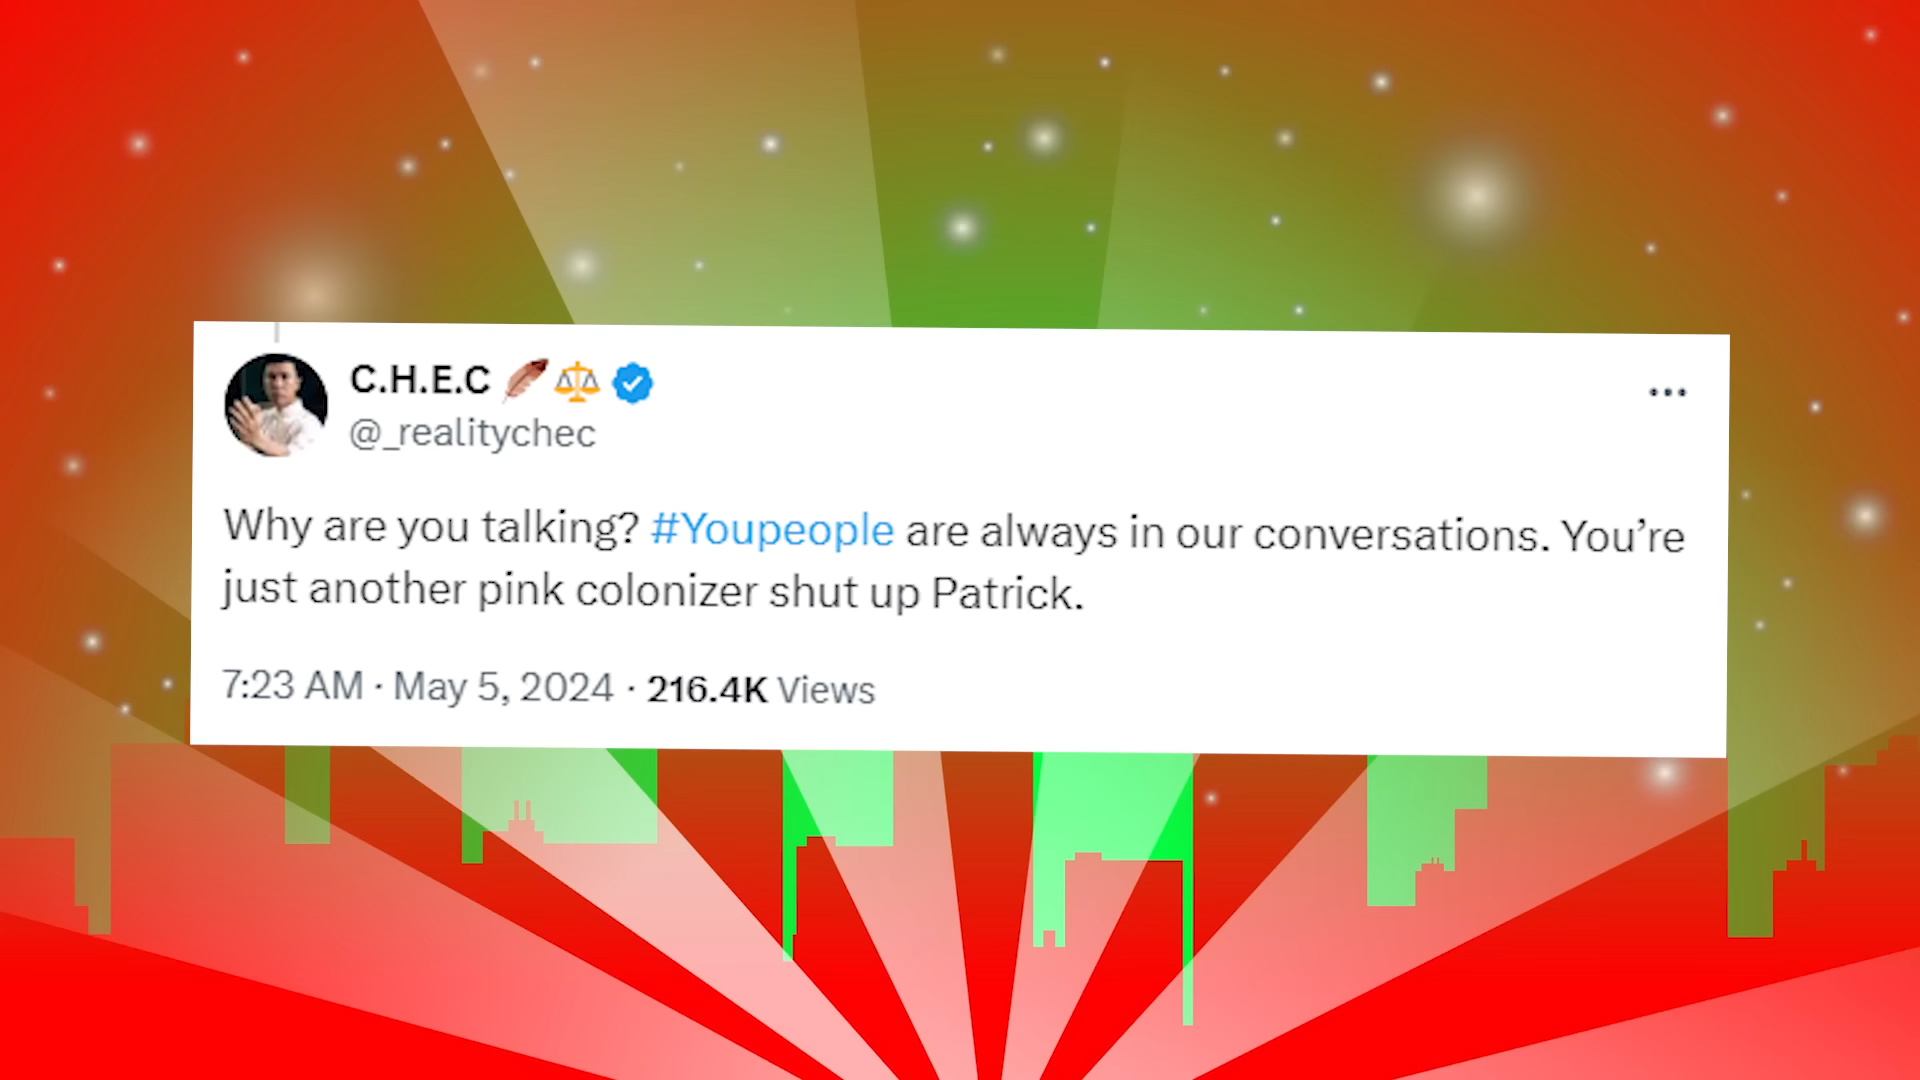 C.H.E.C 🪶⚖️
@_realitychec
Why are you talking? #Youpeople are always in our conversations. You’re
just another pink colonizer shut up Patrick.
7:23 AM · May 5, 2024 · 216.4K Views